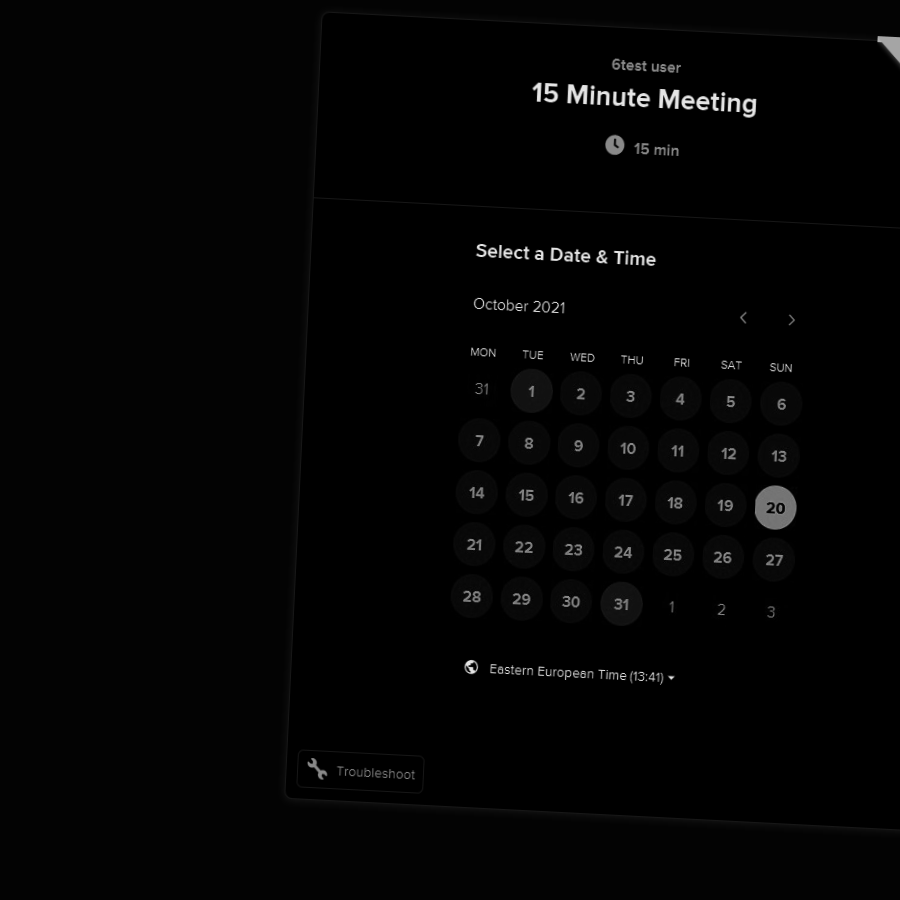 6test user
15 Minute Meeting
15 min
Select a Date & Time
October 2021
MON TUE WED THU FRI SAT SUN
31 1 2 3 4 5 6
7 8 9 10 11 12 13
14 15 16 17 18 19 20
21 22 23 24 25 26 27
28 29 30 31 1 2 3
Eastern European Time (13:41)
Troubleshoot